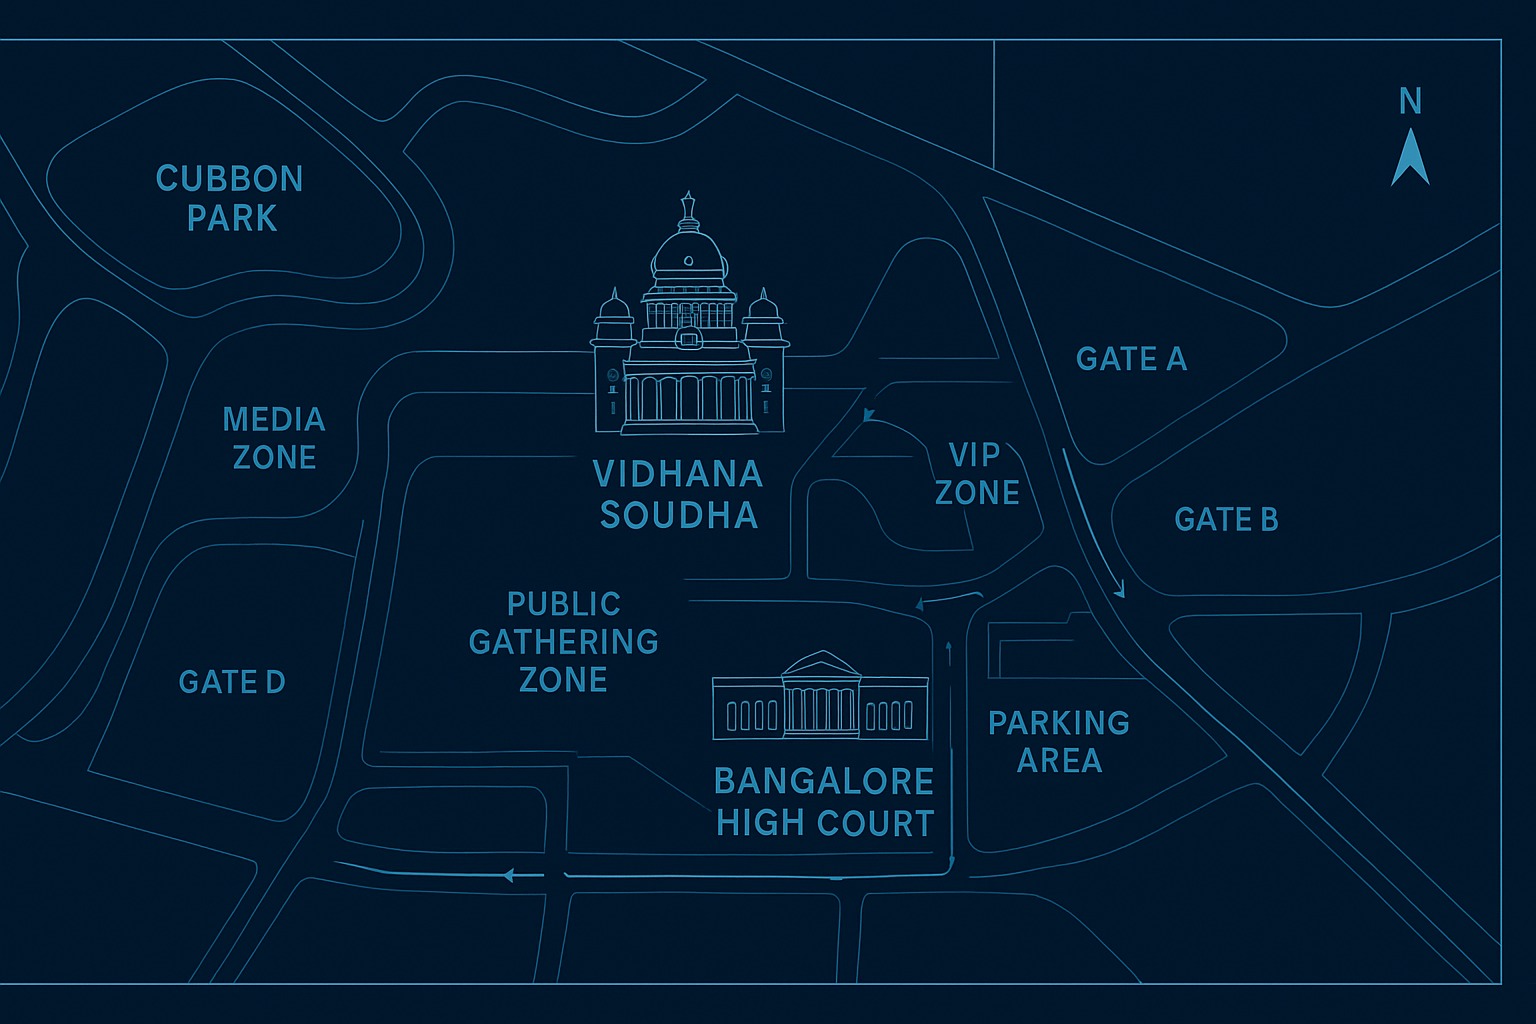 N
CUBBON
PARK
GATE A
MEDIA
ZONE
VIDHANA
SOUDHA
VIP
ZONE
GATE B
PUBLIC
GATHERING
ZONE
GATE D
PARKING
AREA
BANGALORE
HIGH COURT